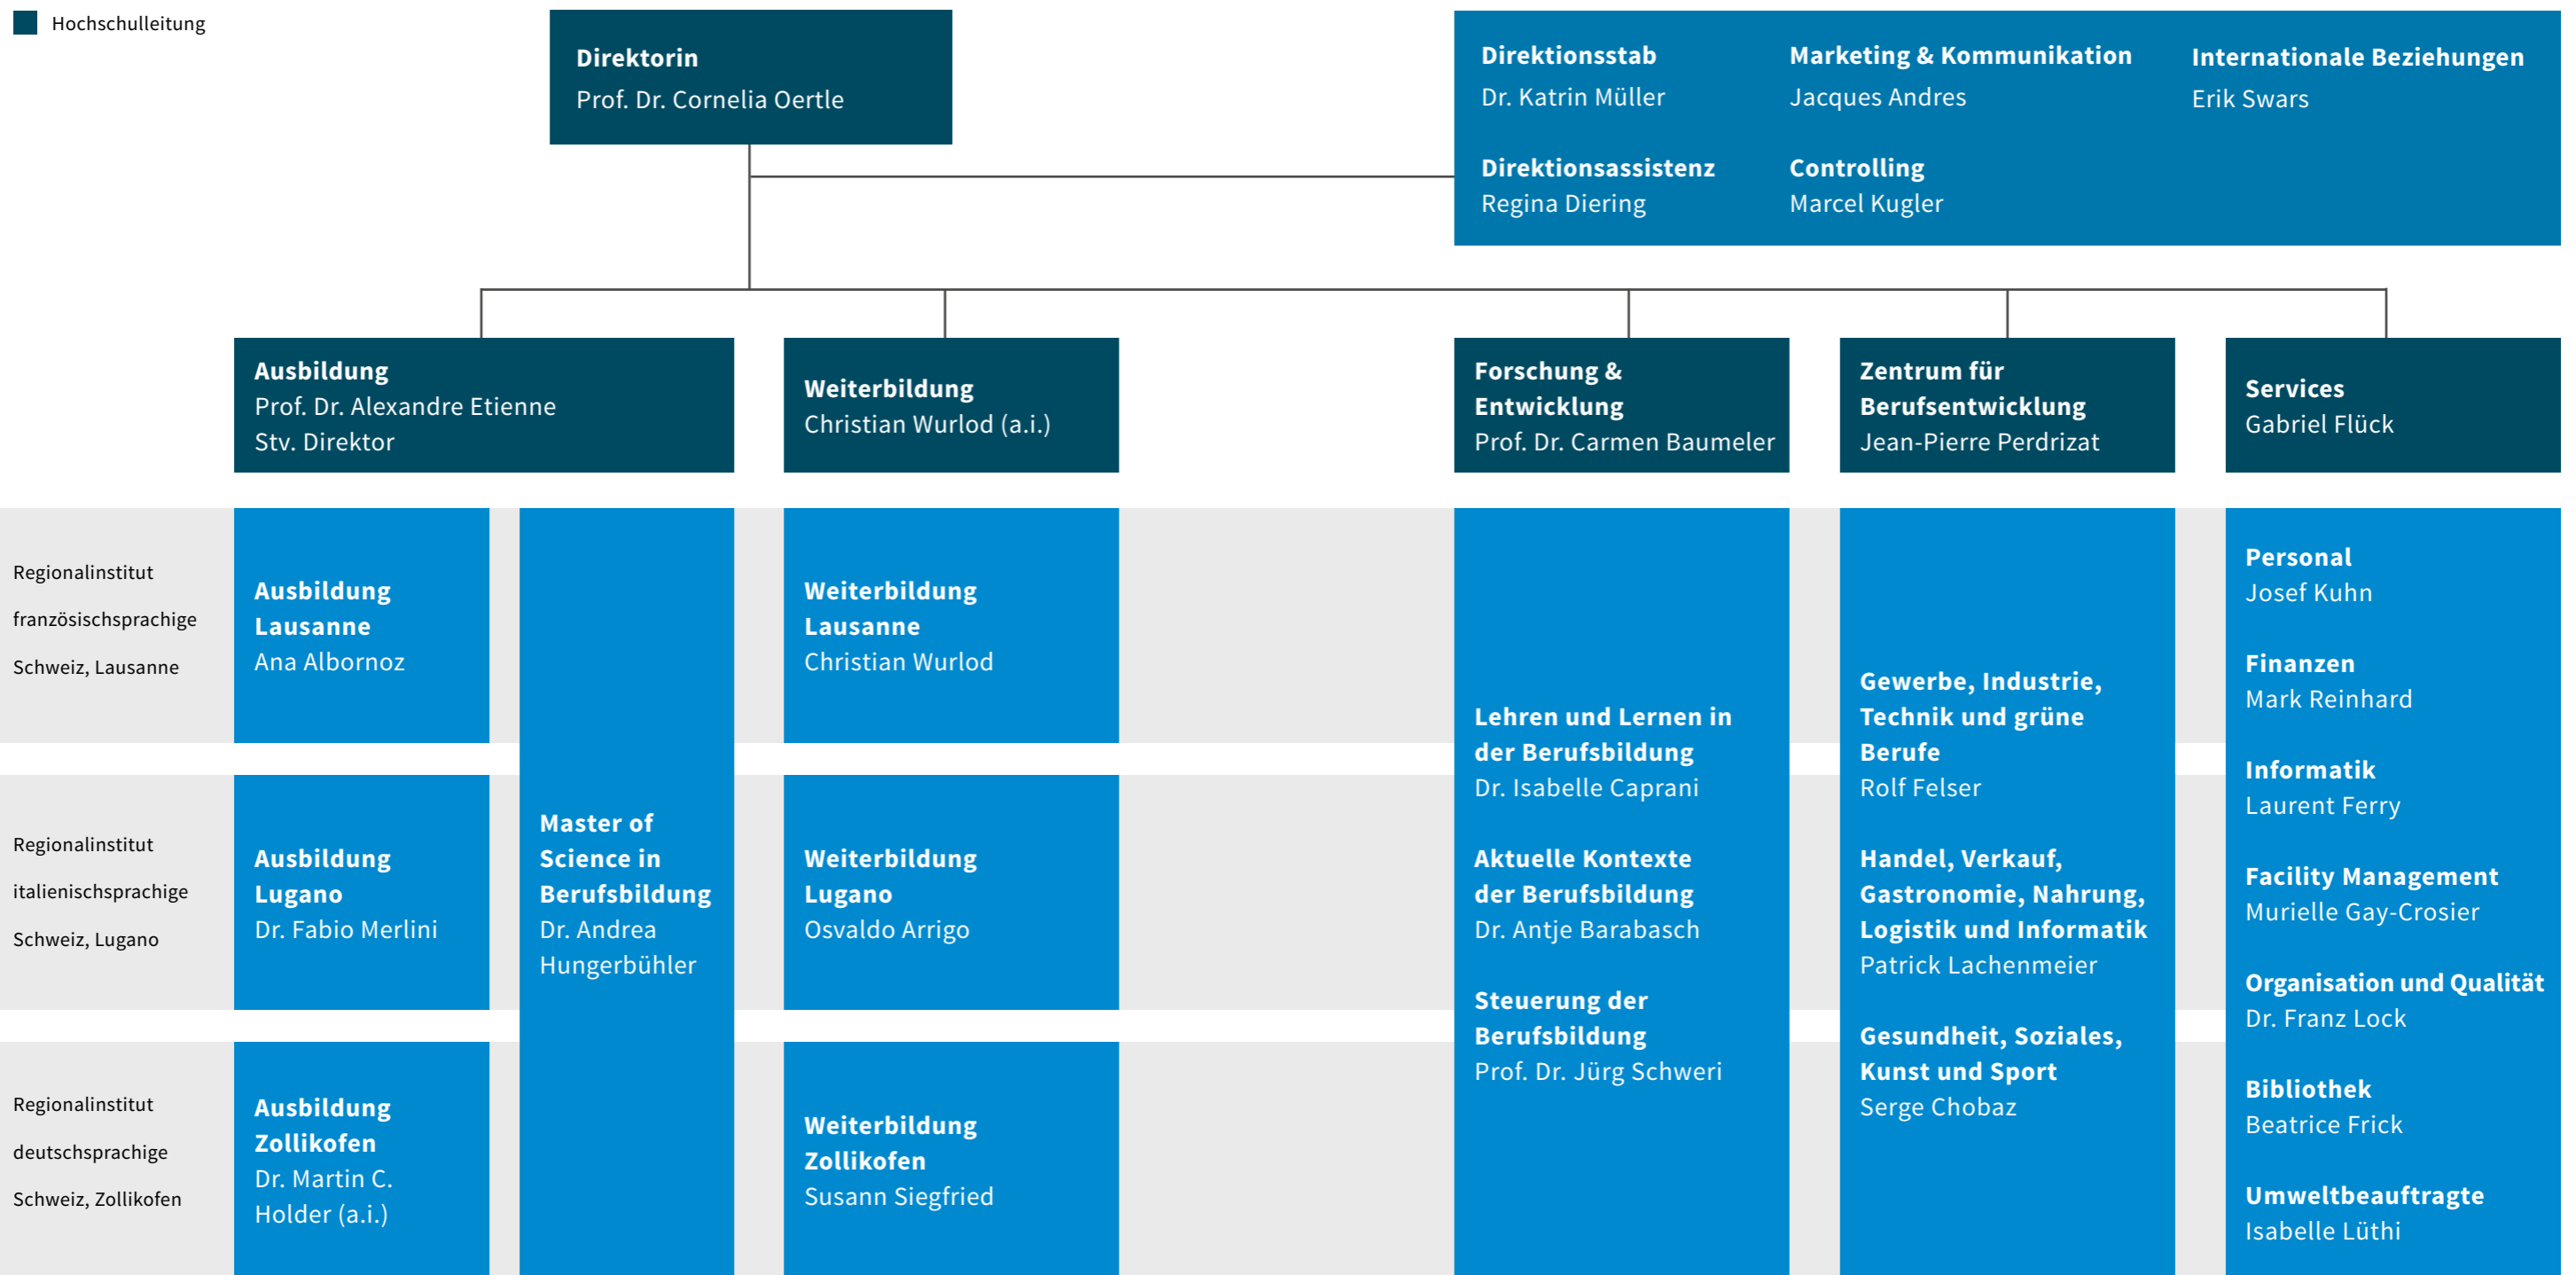 Hochschulleitung
Direktorin
Prof. Dr. Cornelia Oertle
Direktionsstab
Dr. Katrin Müller
Marketing & Kommunikation
Jacques Andres
Internationale Beziehungen
Erik Swars
Direktionsassistenz
Regina Diering
Controlling
Marcel Kugler
Ausbildung
Prof. Dr. Alexandre Etienne
Stv. Direktor
Weiterbildung
Christian Wurlod (a.i.)
Forschung &
Entwicklung
Prof. Dr. Carmen Baumeler
Zentrum für
Berufsentwicklung
Jean-Pierre Perdrizat
Services
Gabriel Flück
Regionalinstitut
französischsprachige
Schweiz, Lausanne
Ausbildung
Lausanne
Ana Albornoz
Weiterbildung
Lausanne
Christian Wurlod
Regionalinstitut
italienischsprachige
Schweiz, Lugano
Ausbildung
Lugano
Dr. Fabio Merlini
Master of
Science in
Berufsbildung
Dr. Andrea
Hungerbühler
Weiterbildung
Lugano
Osvaldo Arrigo
Regionalinstitut
deutschsprachige
Schweiz, Zollikofen
Ausbildung
Zollikofen
Dr. Martin C.
Holder (a.i.)
Weiterbildung
Zollikofen
Susann Siegfried
Lehren und Lernen in
der Berufsbildung
Dr. Isabelle Caprani
Aktuelle Kontexte
der Berufsbildung
Dr. Antje Barabasch
Steuerung der
Berufsbildung
Prof. Dr. Jürg Schweri
Gewerbe, Industrie,
Technik und grüne
Berufe
Rolf Felser
Handel, Verkauf,
Gastronomie, Nahrung,
Logistik und Informatik
Patrick Lachenmeier
Gesundheit, Soziales,
Kunst und Sport
Serge Chobaz
Personal
Josef Kuhn
Finanzen
Mark Reinhard
Informatik
Laurent Ferry
Facility Management
Murielle Gay-Crosier
Organisation und Qualität
Dr. Franz Lock
Bibliothek
Beatrice Frick
Umweltbeauftragte
Isabelle Lüthi